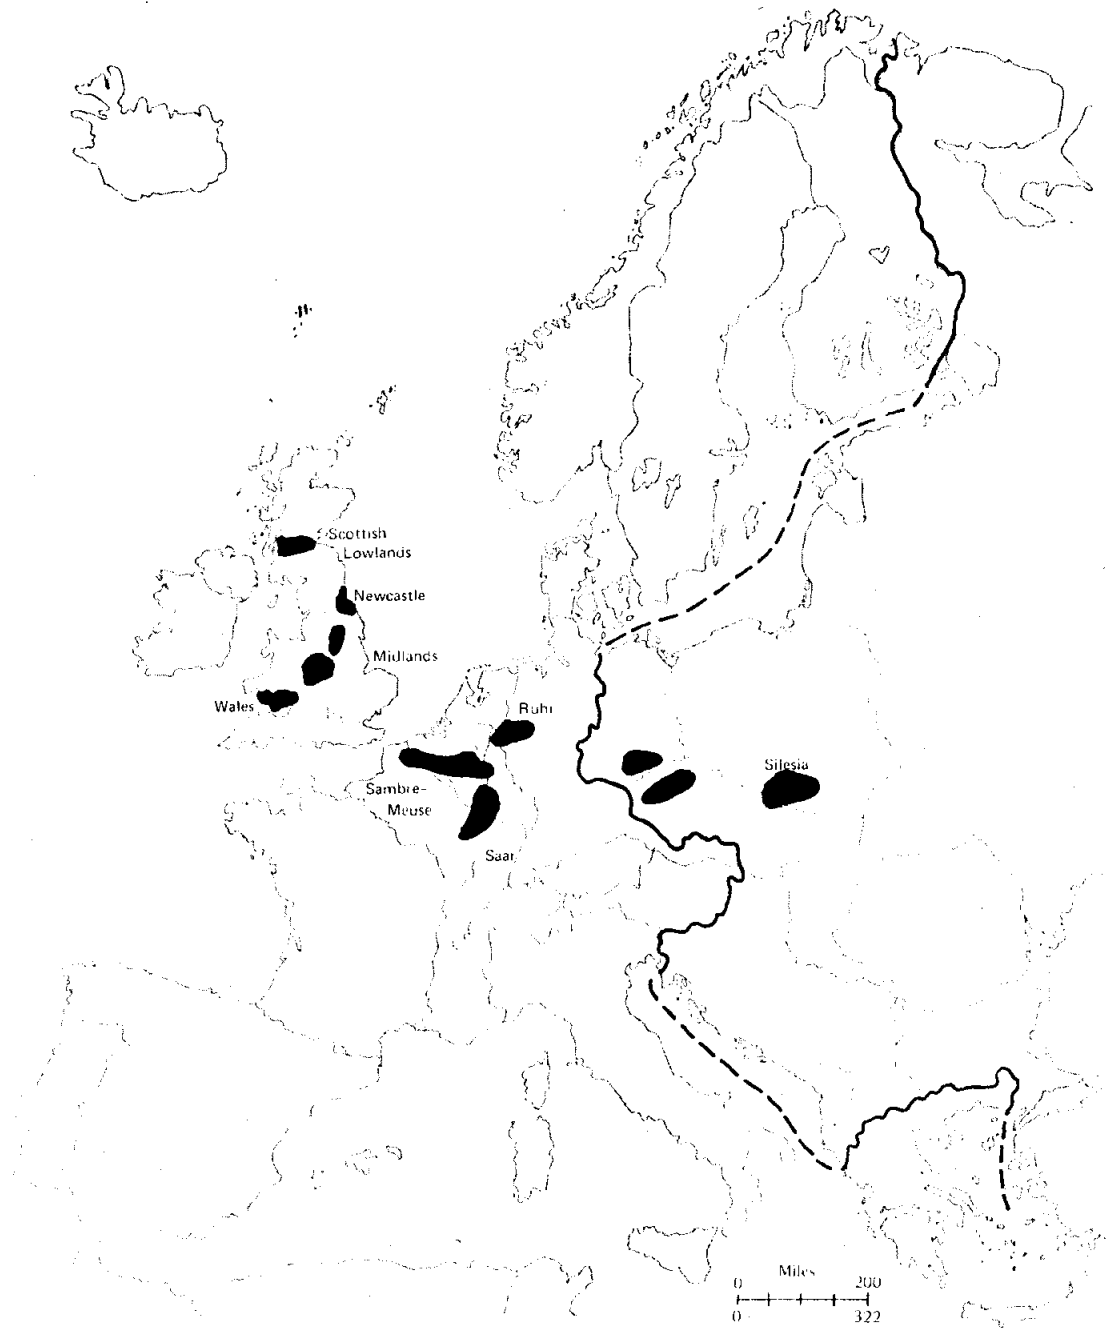 Scottish
Lowlands
Newcastle
Midlands
Wales
Ruhr
Silesia
Sambre-
Meuse
Saar
Miles
0 200
0 322